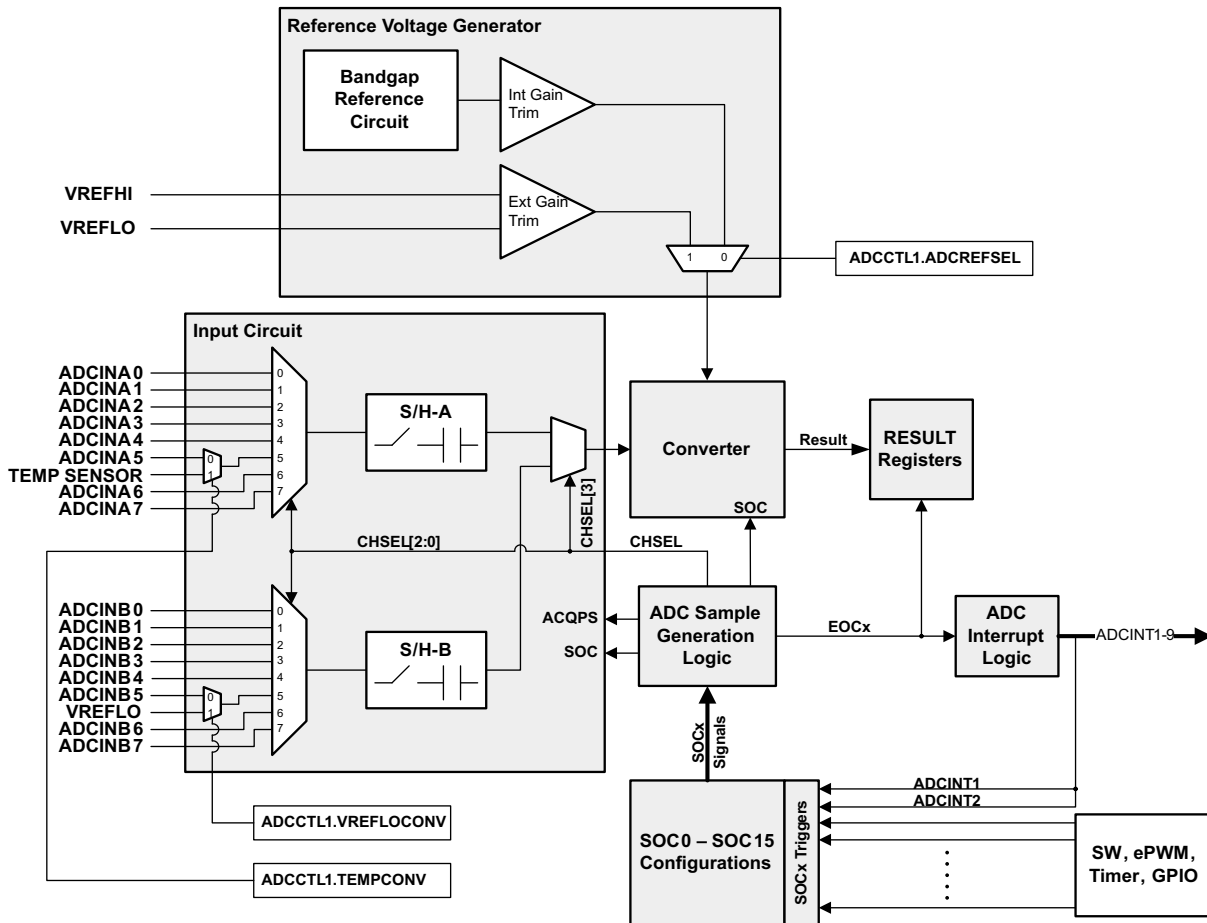 Reference Voltage Generator
Bandgap
Reference
Circuit
Int Gain
Trim
VREFHI
VREFLO
Ext Gain
Trim
1 0
ADCCTL1.ADCREFSEL
Input Circuit
ADCINA0
ADCINA1
ADCINA2
ADCINA3
ADCINA4
ADCINA5
TEMP SENSOR
ADCINA6
ADCINA7
0
1
0
1
2
3
4
5
6
7
S/H-A
Converter
SOC
Result
RESULT
Registers
CHSEL[3]
CHSEL[2:0]
CHSEL
ADCINB0
ADCINB1
ADCINB2
ADCINB3
ADCINB4
ADCINB5
VREFLO
ADCINB6
ADCINB7
0
1
0
1
2
3
4
5
6
7
S/H-B
ACQPS
SOC
ADC Sample
Generation
Logic
EOCx
ADC
Interrupt
Logic
ADCINT1-9
SOCx
Signals
ADCINT1
ADCINT2
SOC0 – SOC15
Configurations
SOCx Triggers
SW, ePWM,
Timer, GPIO
ADCCTL1.VREFLOCONV
ADCCTL1.TEMPCONV